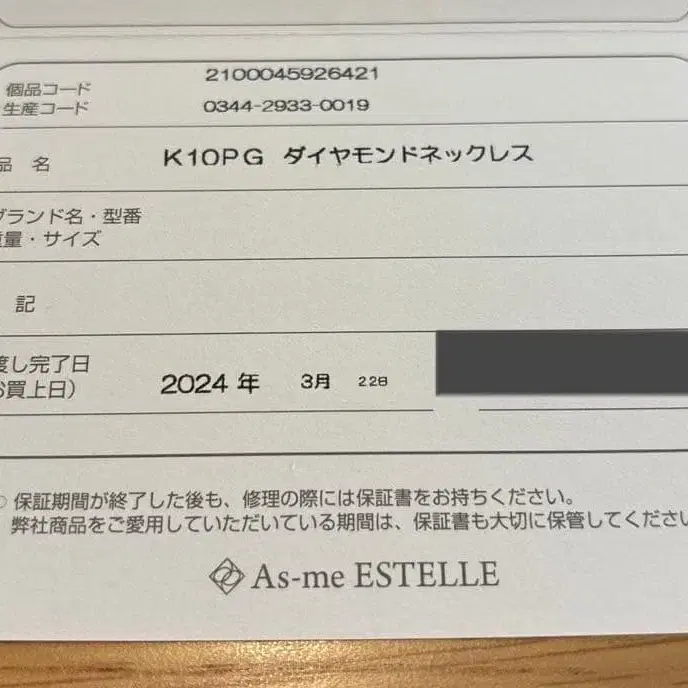 個品コード 2100045926421
生産コード 0344-2933-0019
品 名 K10PG ダイヤモンドネックレス
ブランド名・型番
重量・サイズ
記
渡し完了日
お買上日) 2024 年 3月 22日
保証期間が終了した後も、修理の際には保証書をお持ちください。
弊社商品をご愛用していただいている期間は、保証書も大切に保管してください
As-me ESTELLE